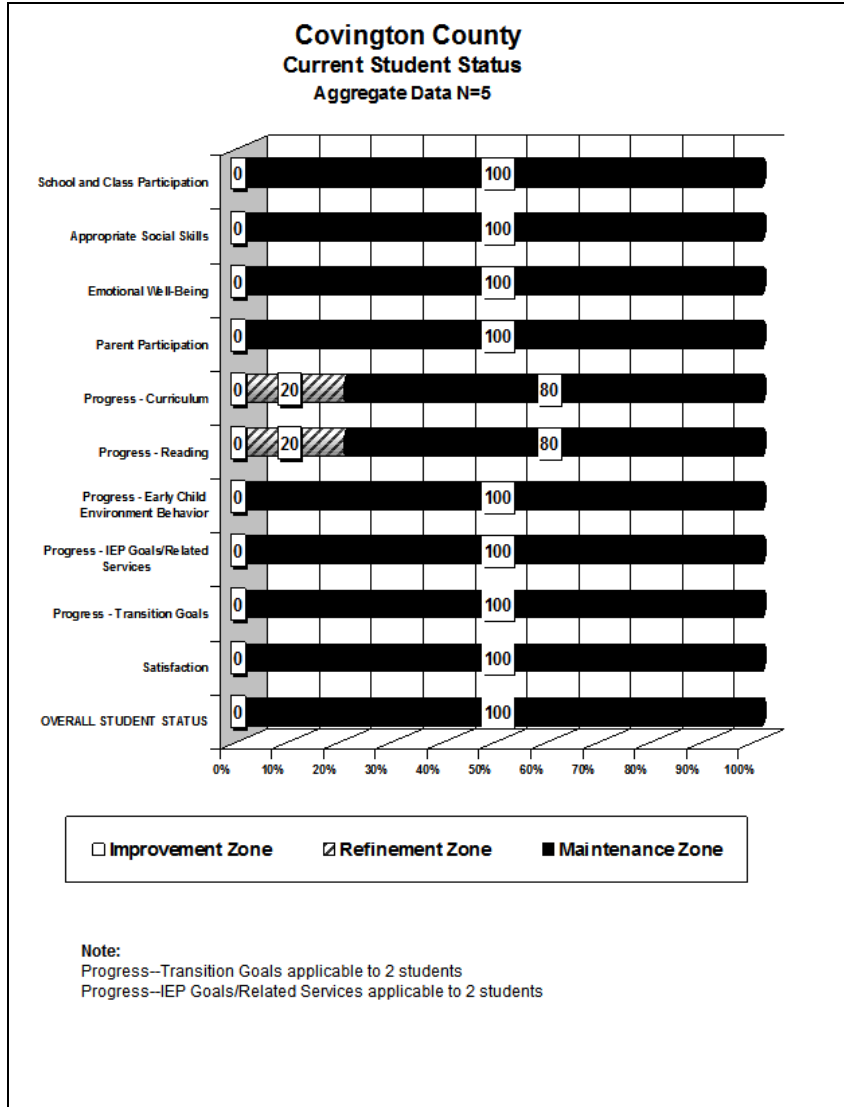 Covington County
Current Student Status
Aggregate Data N=5
School and Class Participation
0 100
Appropriate Social Skills
0 100
Emotional Well-Being
0 100
Parent Participation
0 100
Progress - Curriculum
0 20 80
Progress - Reading
0 20 80
Progress - Early Child
Environment Behavior
0 100
Progress - IEP Goals/Related
Services
0 100
Progress - Transition Goals
0 100
Satisfaction
0 100
OVERALL STUDENT STATUS
0 100
0% 10% 20% 30% 40% 50% 60% 70% 80% 90% 100%
Improvement Zone Refinement Zone Maintenance Zone
Note:
Progress--Transition Goals applicable to 2 students
Progress--IEP Goals/Related Services applicable to 2 students